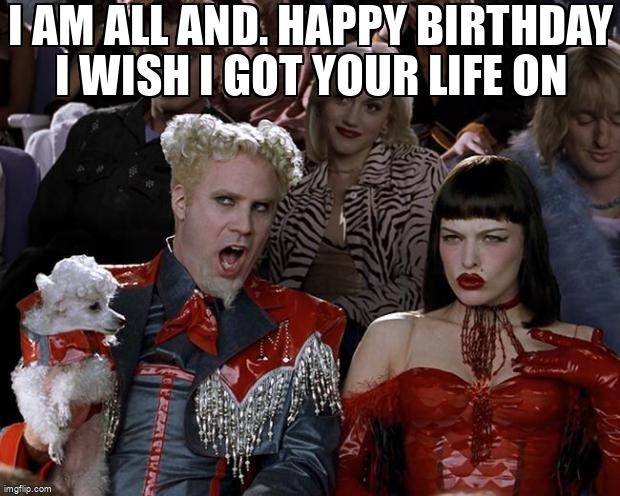 I AM ALL AND. HAPPY BIRTHDAY
I WISH I GOT YOUR LIFE ON
M
imgflip.com